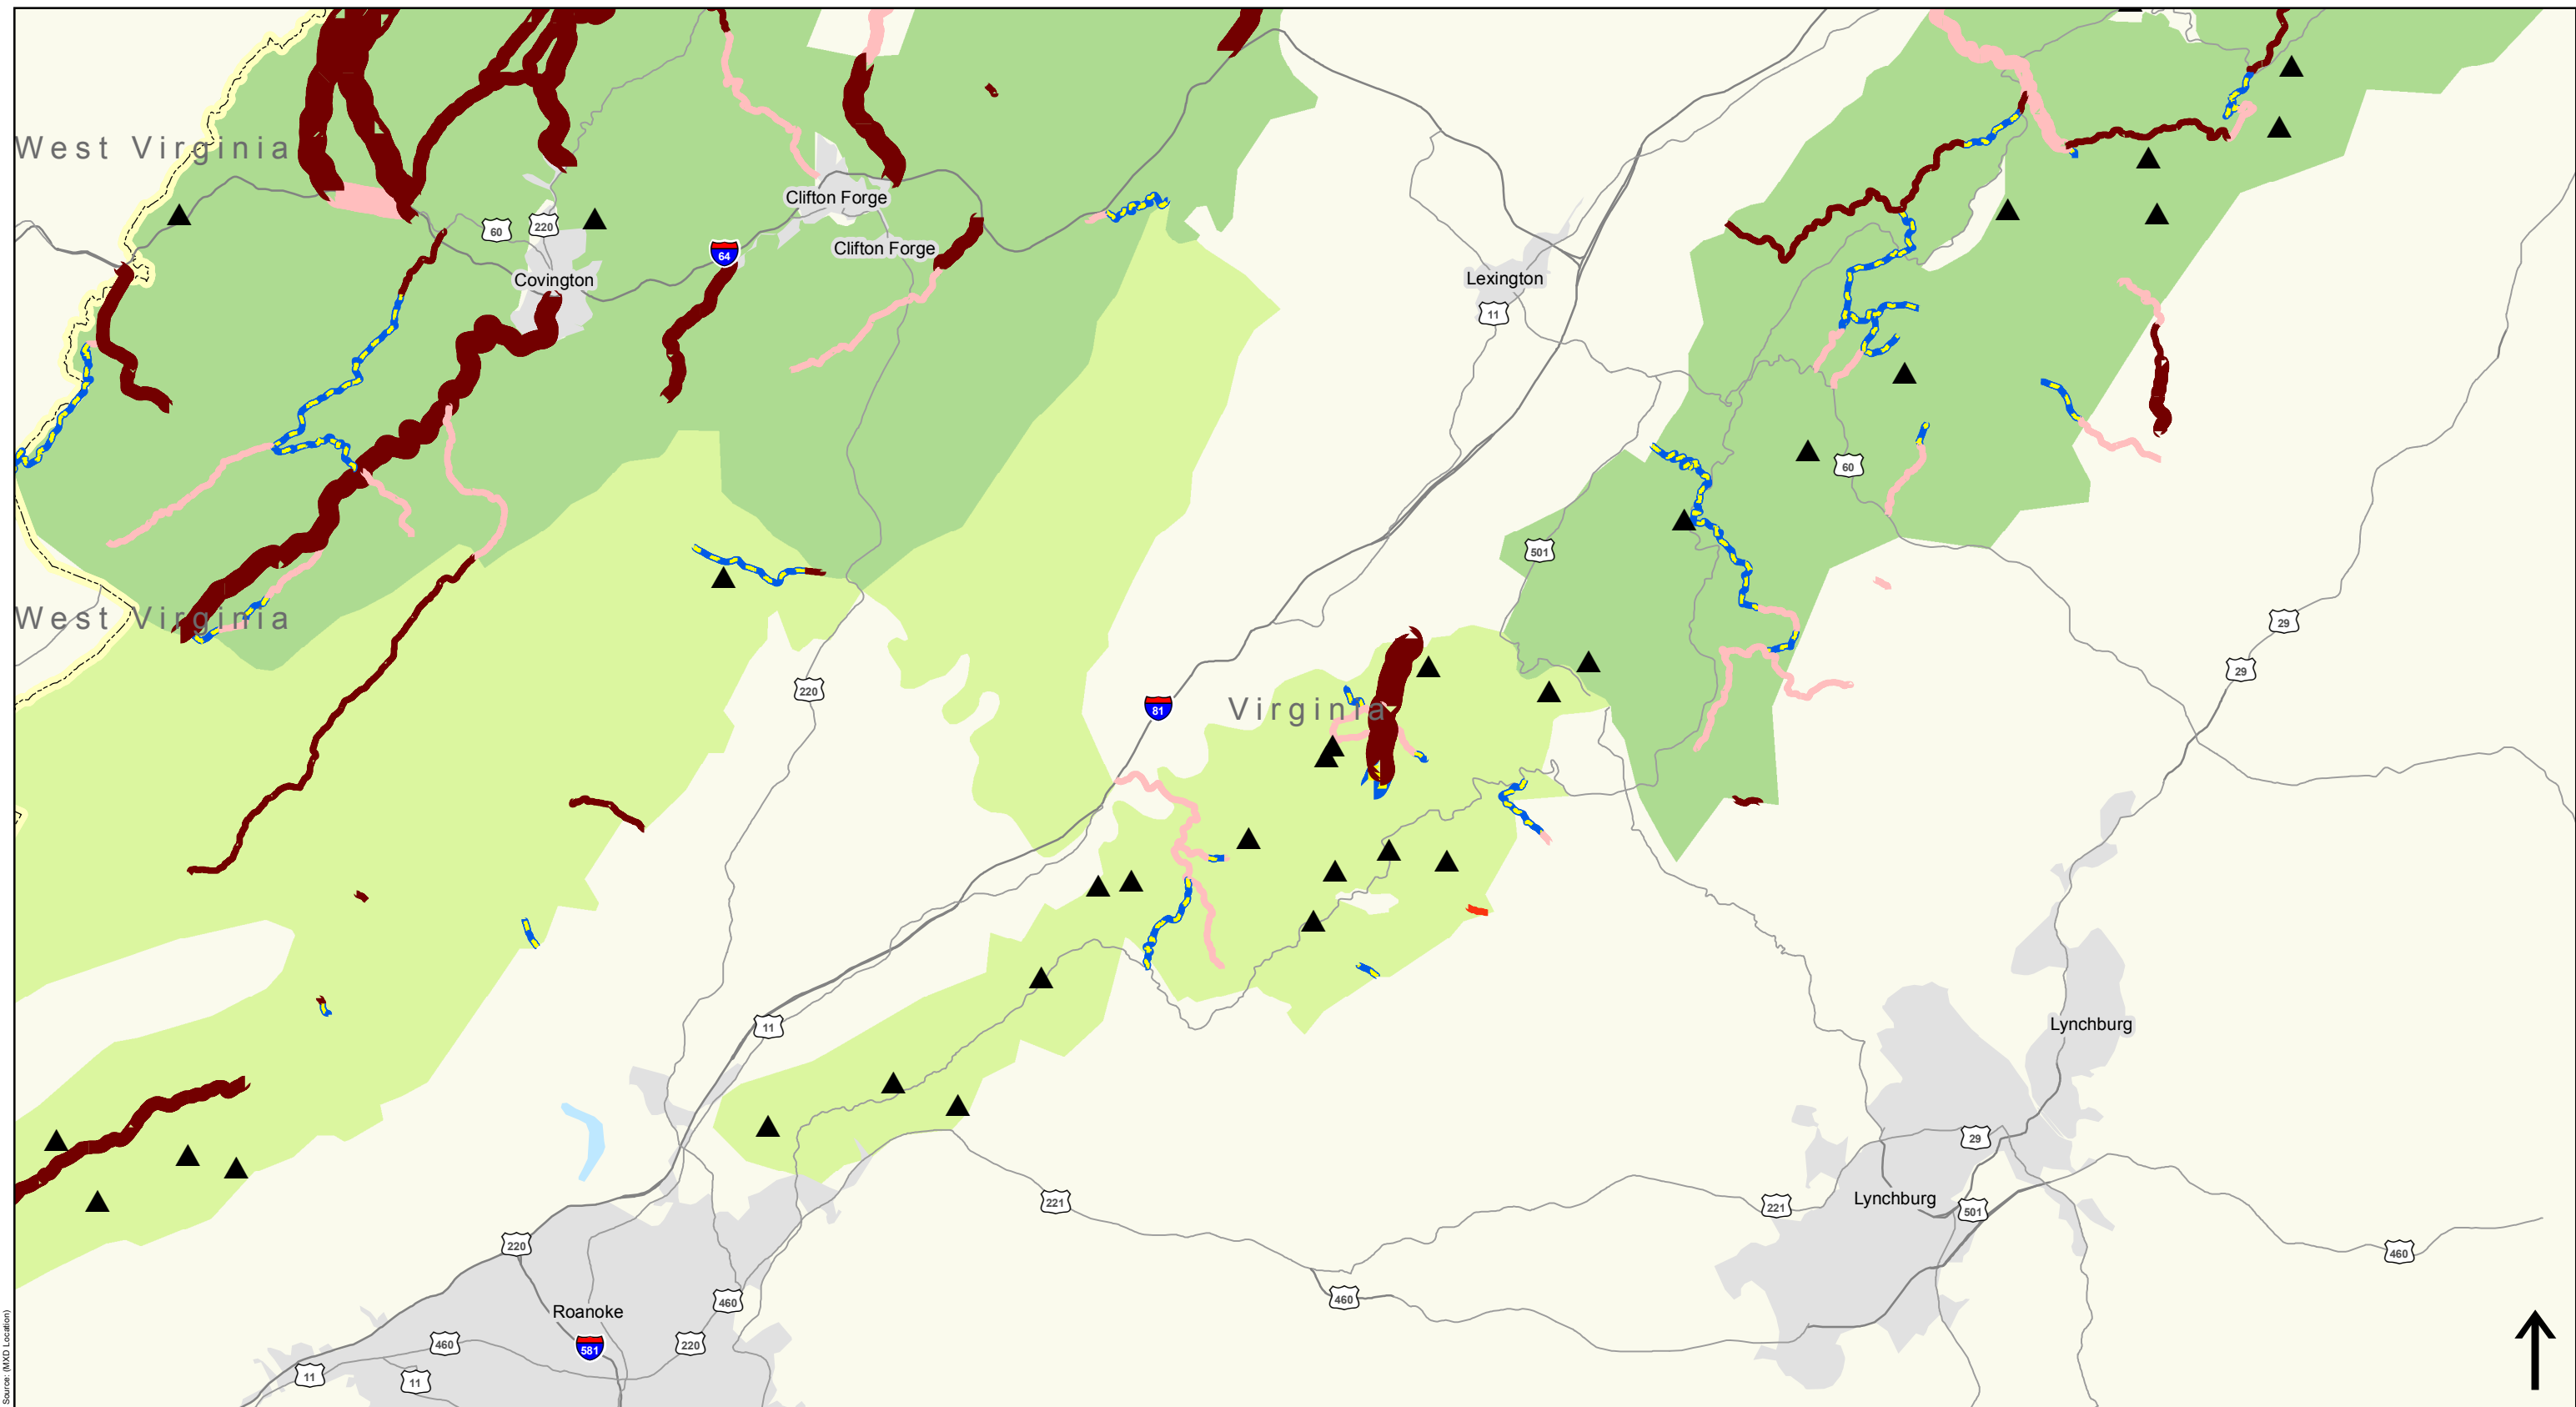 West Virginia
Clifton Forge
60
220
Clifton Forge
64
Covington
Lexington
11
60
501
West Virginia
29
29
220
81
Virginia
11
Lynchburg
29
221
221
Lynchburg
501
220
460
460
460
Roanoke
460
220
581
11
11
Source: (MXD Location)